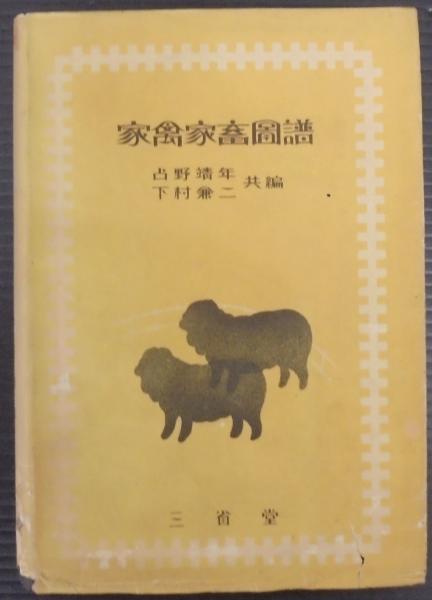 家禽家畜圖譜
占野靖年
下村兼二 共編
三省堂